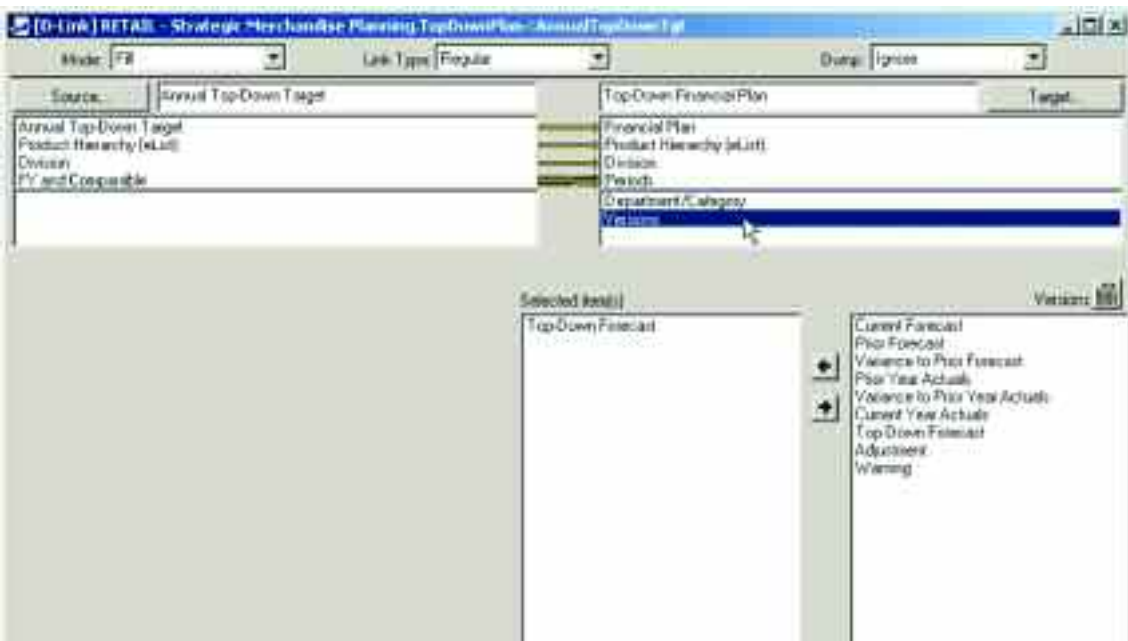 [D-Link] RETAIL - Strategic Merchandise Planning.TopDownPlan-
Mode: Fill Link Type: Regular Dump: Ignore
Source... Annual Top-Down Target Top-Down Financial Plan Target...
Annual Top-Down Target Financial Plan
Product Hierarchy (eList) Product Hierarchy (eList)
Division Division
FY and Comparable Periods
Department/Category
Versions
Selected item(s) Versions
Top-Down Forecast Current Forecast
Prior Forecast
Variance to Prior Forecast
Prior Year Actuals
Variance to Prior Year Actuals
Current Year Actuals
Top Down Forecast
Adjustment
Warning